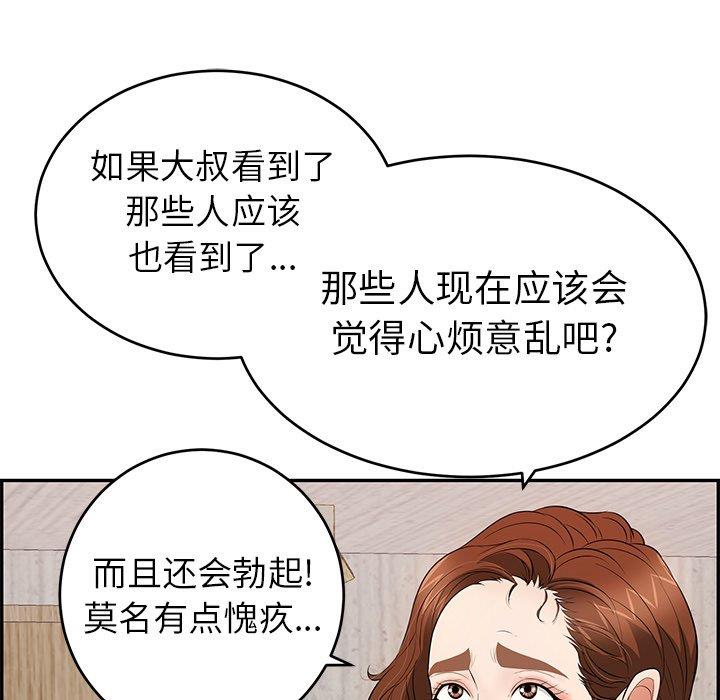 如果大叔看到了
那些人应该
也看到了...
那些人现在应该会
觉得心烦意乱吧?
而且还会勃起!
莫名有点愧疚...